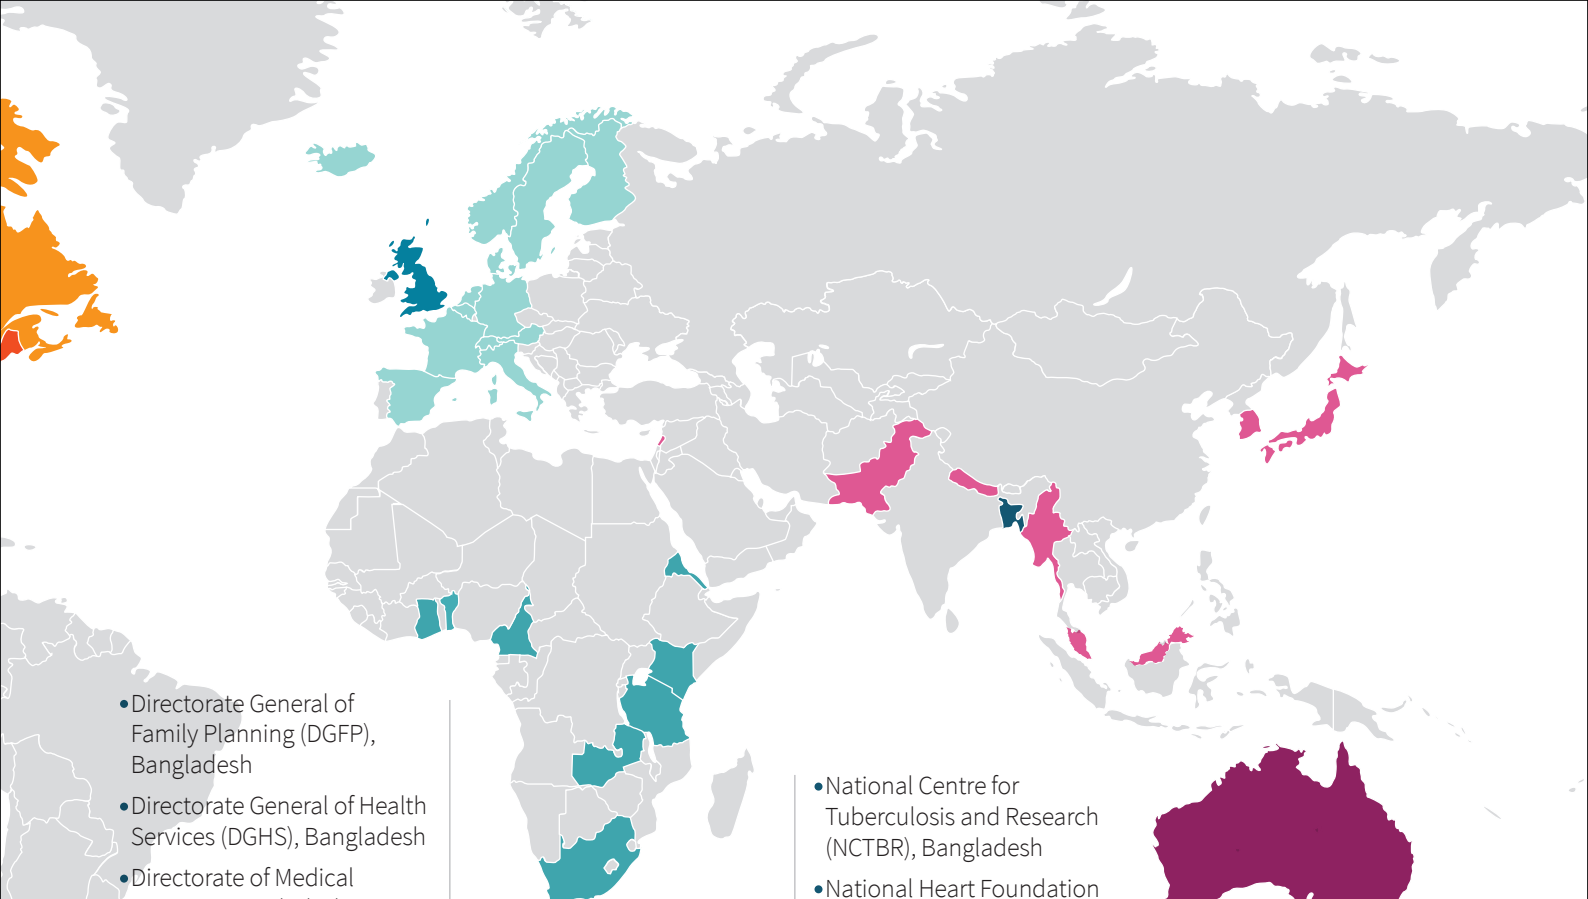 •Directorate General of
Family Planning (DGFP),
Bangladesh
•Directorate General of Health
Services (DGHS), Bangladesh
•Directorate of Medical
•National Centre for
Tuberculosis and Research
(NCTBR), Bangladesh
•National Heart Foundation